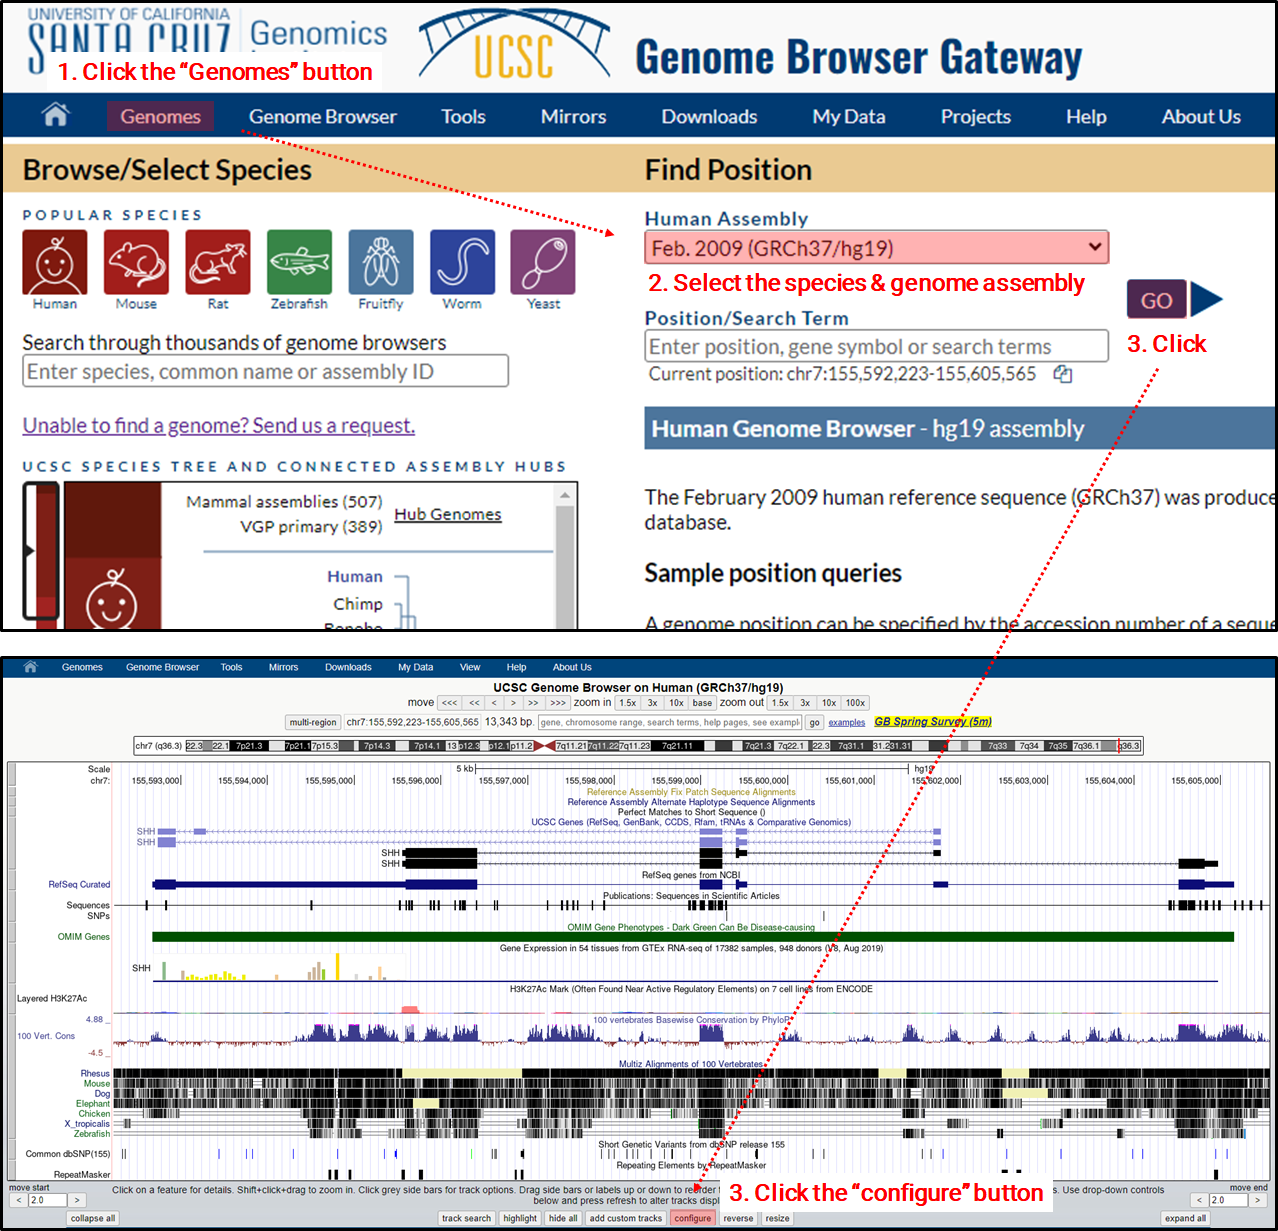 UNIVERSITY OF CALIFORNIA
SANTA CRUZ
Genomics
UCSC
Genome Browser Gateway
1. Click the “Genomes” button
Genomes Genome Browser Tools Mirrors Downloads My Data Projects Help About Us
Browse/Select Species
POPULAR SPECIES
Human Mouse Rat Zebrafish Fruitfly Worm Yeast
Search through thousands of genome browsers
Enter species, common name or assembly ID
Unable to find a genome? Send us a request.
UCSC SPECIES TREE AND CONNECTED ASSEMBLY HUBS
Mammal assemblies (507)
VGP primary (389)
Hub Genomes
Human
Chimp
Bonobo
Find Position
Human Assembly
Feb. 2009 (GRCh37/hg19)
2. Select the species & genome assembly
GO
Position/Search Term
3. Click
Enter position, gene symbol or search terms
Current position: chr7:155,592,223-155,605,565
Human Genome Browser - hg19 assembly
The February 2009 human reference sequence (GRCh37) was produce
database.
Sample position queries
A genome position can be specified by the accession number of a seque
Genomes Genome Browser Tools Mirrors Downloads My Data View Help About Us
UCSC Genome Browser on Human (GRCh37/hg19)
move <<< << < > >> >>> zoom in 1.5x 3x 10x base zoom out 1.5x 3x 10x 100x
multi-region chr7:155,592,223-155,605,565 13,343 bp. gene, chromosome range, search terms, help pages, see exampl go examples GB Spring Survey (5m)
chr7 (q36.3) 22.3 22.1 7p21.3 7p21.1 7p15.3 7p14.3 7p14.1 13 p12.3 p12.1 p11.2 7q11.21 7q11.22 7q11.23 7q21.11 7q21.3 7q22.1 22.3 7q31.1 31.2 31.31 7q33 7q34 7q35 7q36.1 q36.3
Scale 5 kb hg19
chr7: 155,593,000 155,594,000 155,595,000 155,596,000 155,597,000 155,598,000 155,599,000 155,600,000 155,601,000 155,602,000 155,603,000 155,604,000 155,605,000
Reference Assembly Fix Patch Sequence Alignments
Reference Assembly Alternate Haplotype Sequence Alignments
Perfect Matches to Short Sequence ()
UCSC Genes (RefSeq, GenBank, CCDS, Rfam, tRNAs & Comparative Genomics)
SHH
SHH
SHH
SHH
RefSeq genes from NCBI
RefSeq Curated
Publications: Sequences in Scientific Articles
Sequences
SNPs
OMIM Gene Phenotypes - Dark Green Can Be Disease-causing
OMIM Genes
Gene Expression in 54 tissues from GTEx RNA-seq of 17382 samples, 948 donors (V8, Aug 2019)
SHH
H3K27Ac Mark (Often Found Near Active Regulatory Elements) on 7 cell lines from ENCODE
Layered H3K27Ac
100 vertebrates Basewise Conservation by PhyloP
4.88 _
100 Vert. Cons
-4.5 _
Multiz Alignments of 100 Vertebrates
Rhesus
Mouse
Dog
Elephant
Chicken
X_tropicalis
Zebrafish
Short Genetic Variants from dbSNP release 155
Common dbSNP(155)
Repeating Elements by RepeatMasker
RepeatMasker
move start
< 2.0 >
Click on a feature for details. Shift+click+drag to zoom in. Click grey side bars for track options. Drag side bars or labels up or down to reorder
below and press refresh to alter tracks displ
3. Click the “configure” button
s. Use drop-down controls
move end
< 2.0 >
collapse all track search highlight hide all add custom tracks configure reverse resize expand all